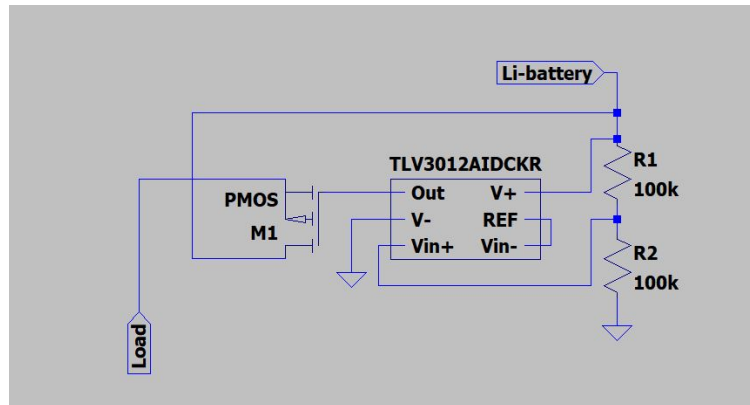 Li-battery
TLV3012AIDCKR
PMOS
M1
Out V+
V- REF
Vin+ Vin-
R1
100k
R2
100k
Load